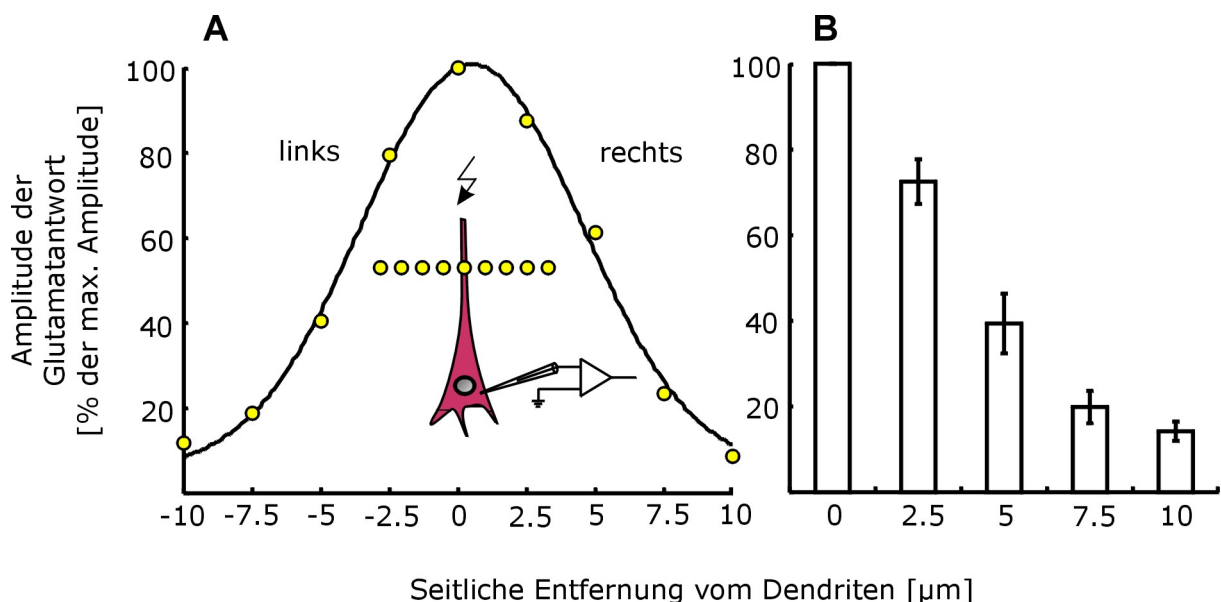 A
B
Amplitude der
Glutamatantwort
[% der max. Amplitude]
100
80
60
40
20
links
rechts
-10 -7.5 -5 -2.5 0 2.5 5 7.5 10
100
80
60
40
20
0 2.5 5 7.5 10
Seitliche Entfernung vom Dendriten [µm]